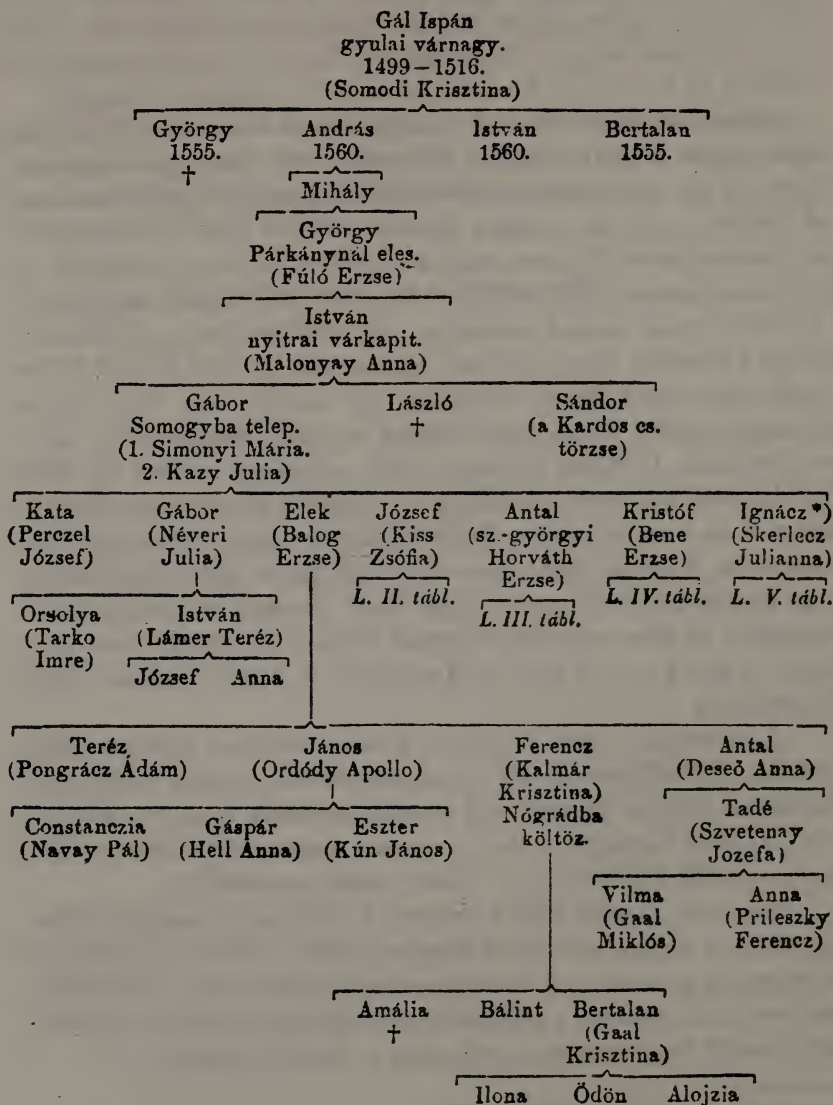 Gál Ispán
gyulai várnagy.
1499–1516.
(Somodi Krisztina)
György András István Bertalan
1555. 1560. 1560. 1555.
† Mihály
György
Párkánynál eles.
(Fúló Erzse)
István
nyitrai várkapit.
(Malonyay Anna)
Gábor László Sándor
Somogyba telep. † (a Kardos cs.
(1. Simonyi Mária. törzse)
2. Kazy Julia)
Kata Gábor Elek József Antal Kristóf Ignácz *)
(Perczel (Néveri (Balog (Kiss (sz.-györgyi (Bene (Skerlecz
József) Julia) Erzse) Zsófia) Horváth Erzse) Julianna)
Erzse)
L. II. tábl. L. IV. tábl. L. V. tábl.
L. III. tábl.
Orsolya István
(Tarko (Lámer Teréz)
Imre)
József Anna
Teréz János Ferencz Antal
(Pongrácz Ádám) (Ordódy Apollo) (Kalmár (Deseő Anna)
Krisztina) Tadé
Nógrádba (Szvetenay
költöz. Jozefa)
Constanczia Gáspár Eszter
(Navay Pál) (Hell Anna) (Kún János)
Vilma Anna
(Gaal (Prileszky
Miklós) Ferencz)
Amália Bálint Bertalan
† (Gaal
Krisztina)
Ilona Ödön Alojzia